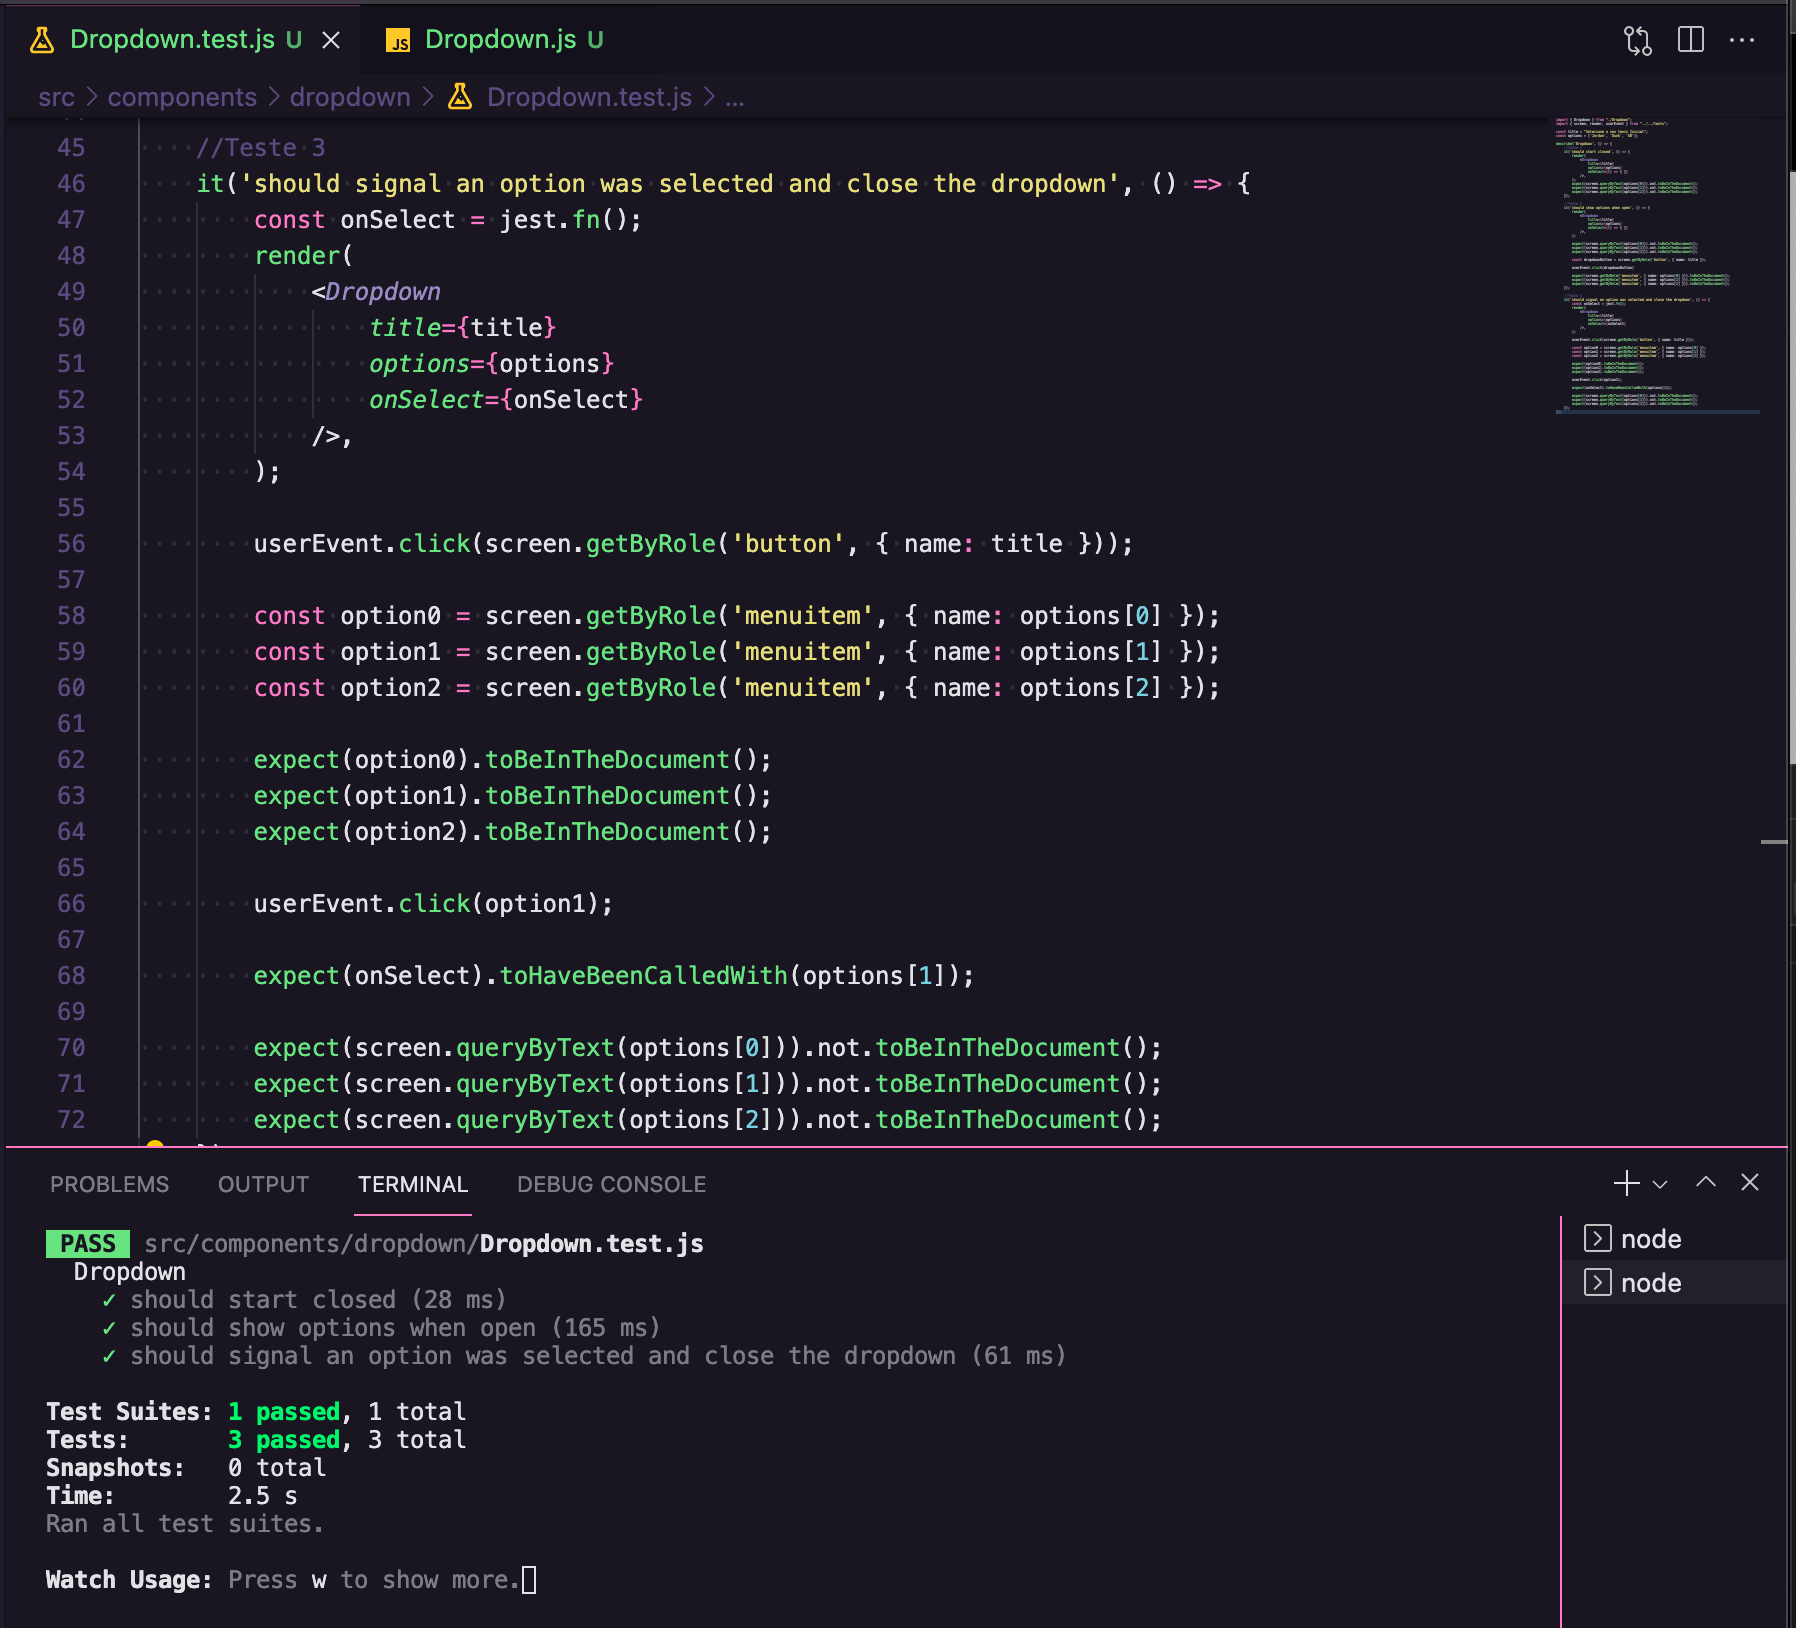 Dropdown.test.js U
JS Dropdown.js U
src > components > dropdown > Dropdown.test.js > ...
45 //Teste 3
46 it('should signal an option was selected and close the dropdown', () => {
47 const onSelect = jest.fn();
48 render(
49 <Dropdown
50 title={title}
51 options={options}
52 onSelect={onSelect}
53 />,
54 );
55
56 userEvent.click(screen.getByRole('button', { name: title }));
57
58 const option0 = screen.getByRole('menuitem', { name: options[0] });
59 const option1 = screen.getByRole('menuitem', { name: options[1] });
60 const option2 = screen.getByRole('menuitem', { name: options[2] });
61
62 expect(option0).toBeInTheDocument();
63 expect(option1).toBeInTheDocument();
64 expect(option2).toBeInTheDocument();
65
66 userEvent.click(option1);
67
68 expect(onSelect).toHaveBeenCalledWith(options[1]);
69
70 expect(screen.queryByText(options[0])).not.toBeInTheDocument();
71 expect(screen.queryByText(options[1])).not.toBeInTheDocument();
72 expect(screen.queryByText(options[2])).not.toBeInTheDocument();
PROBLEMS OUTPUT TERMINAL DEBUG CONSOLE
PASS src/components/dropdown/Dropdown.test.js
Dropdown
✓ should start closed (28 ms)
✓ should show options when open (165 ms)
✓ should signal an option was selected and close the dropdown (61 ms)
Test Suites: 1 passed, 1 total
Tests: 3 passed, 3 total
Snapshots: 0 total
Time: 2.5 s
Ran all test suites.
Watch Usage: Press w to show more.
node
node